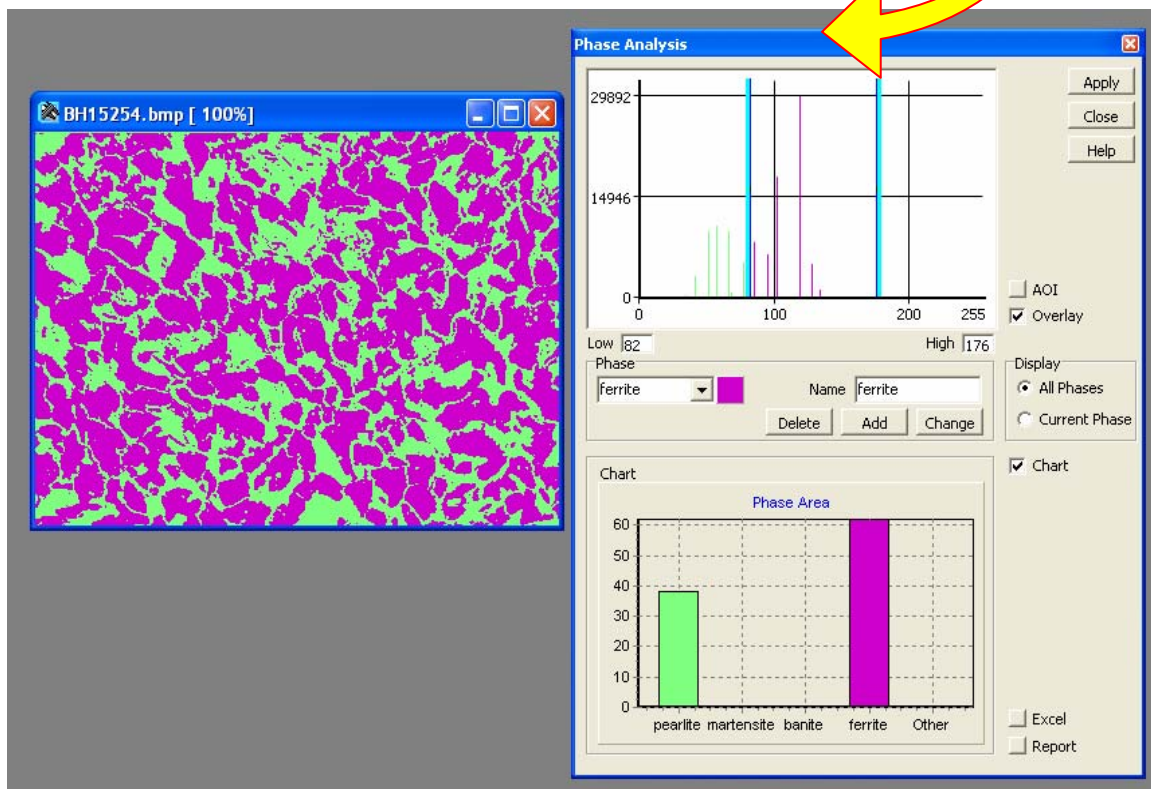 BH15254.bmp [ 100%]
Phase Analysis
29892
14946
0
0 100 200 255
Low 82 High 176
Apply
Close
Help
AOI
Overlay
Phase
ferrite Name ferrite
Delete Add Change
Display
All Phases
Current Phase
Chart
Chart
Phase Area
60
50
40
30
20
10
0
pearlite martensite banite ferrite Other
Excel
Report